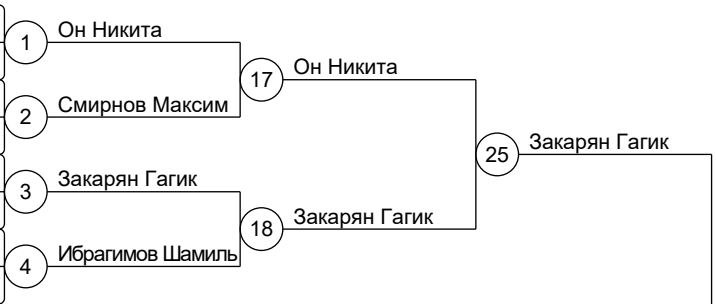 1 Он Никита
17 Он Никита
2 Смирнов Максим
25 Закарян Гагик
3 Закарян Гагик
18 Закарян Гагик
4 Ибрагимов Шамиль